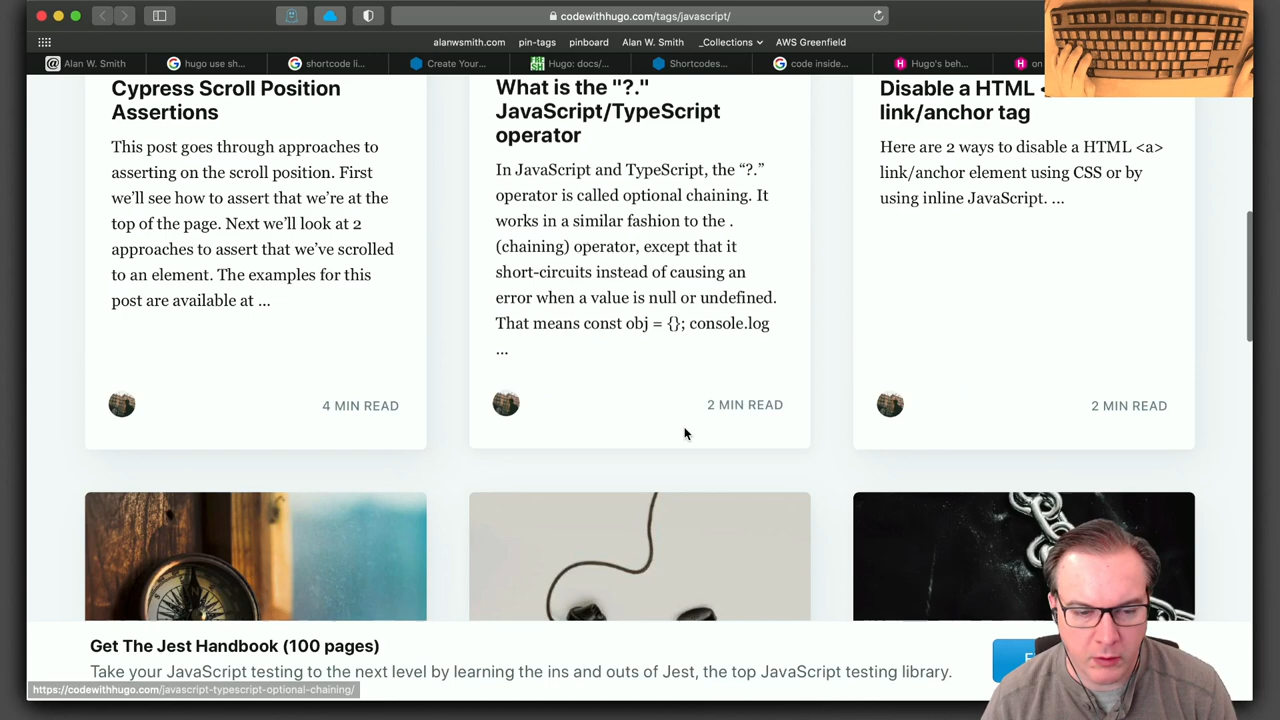 codewithhugo.com/tags/javascript/
alanwsmith.com pin-tags pinboard Alan W. Smith _Collections AWS Greenfield
@ Alan W. Smith G hugo use sh... G shortcode li... Create Your... Hugo: docs/... Shortcodes... G code inside... H Hugo's beh... H on
Cypress Scroll Position
Assertions
This post goes through approaches to
asserting on the scroll position. First
we'll see how to assert that we're at the
top of the page. Next we'll look at 2
approaches to assert that we've scrolled
to an element. The examples for this
post are available at ...
4 MIN READ
What is the "?."
JavaScript/TypeScript
operator
In JavaScript and TypeScript, the “?.”
operator is called optional chaining. It
works in a similar fashion to the .
(chaining) operator, except that it
short-circuits instead of causing an
error when a value is null or undefined.
That means const obj = {}; console.log
...
2 MIN READ
Disable a HTML <
link/anchor tag
Here are 2 ways to disable a HTML <a>
link/anchor element using CSS or by
using inline JavaScript. ...
2 MIN READ
Get The Jest Handbook (100 pages)
Take your JavaScript testing to the next level by learning the ins and outs of Jest, the top JavaScript testing library.
https://codewithhugo.com/javascript-typescript-optional-chaining/